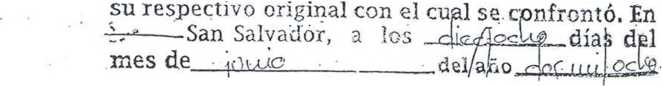 su respectivo original con el cual se confrontó. En
San Salvador, a los dieciocho días del
mes de junio del año dos mil ocho.